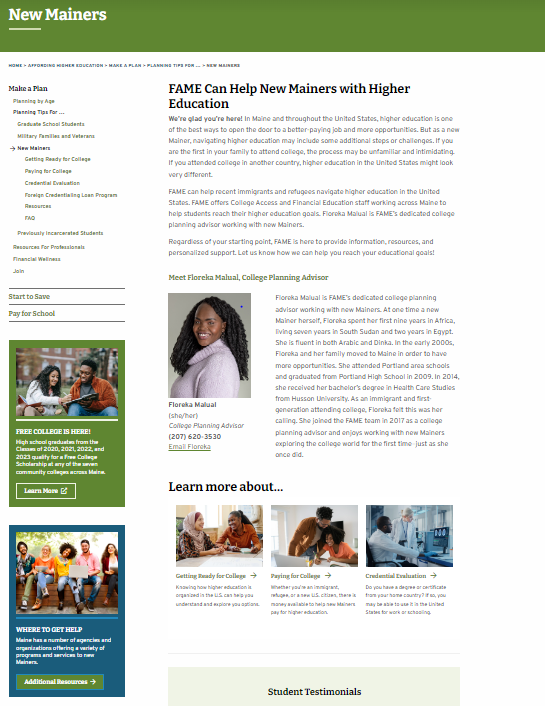 New Mainers
HOME > AFFORDING HIGHER EDUCATION > MAKE A PLAN > PLANNING TIPS FOR ... > NEW MAINERS
Make a Plan
Planning by Age
Planning Tips For ...
Graduate School Students
Military Families and Veterans
→ New Mainers
Getting Ready for College
Paying for College
Credential Evaluation
Foreign Credentialing Loan Program
Resources
FAQ
Previously Incarcerated Students
Resources For Professionals
Financial Wellness
Join
Start to Save
Pay for School
FREE COLLEGE IS HERE!
High school graduates from the
Classes of 2020, 2021, 2022, and
2023 qualify for a Free College
Scholarship at any of the seven
community colleges across Maine.
Learn More
WHERE TO GET HELP
Maine has a number of agencies and
organizations offering a variety of
programs and services to new
Mainers.
Additional Resources →
FAME Can Help New Mainers with Higher
Education
We're glad you're here! In Maine and throughout the United States, higher education is one
of the best ways to open the door to a better-paying job and more opportunities. But as a new
Mainer, navigating higher education may include some additional steps or challenges. If you
are the first in your family to attend college, the process may be unfamiliar and intimidating.
If you attended college in another country, higher education in the United States might look
very different.
FAME can help recent immigrants and refugees navigate higher education in the United
States. FAME offers College Access and Financial Education staff working across Maine to
help students reach their higher education goals. Floreka Malual is FAME's dedicated college
planning advisor working with new Mainers.
Regardless of your starting point, FAME is here to provide information, resources, and
personalized support. Let us know how we can help you reach your educational goals!
Meet Floreka Malual, College Planning Advisor
Floreka Malual
(she/her)
College Planning Advisor
(207) 620-3530
Email Floreka
Floreka Malual is FAME's dedicated college planning
advisor working with new Mainers. At one time a new
Mainer herself, Floreka spent her first nine years in Africa,
living seven years in South Sudan and two years in Egypt.
She is fluent in both Arabic and Dinka. In the early 2000s,
Floreka and her family moved to Maine in order to have
more opportunities. She attended Portland area schools
and graduated from Portland High School in 2009. In 2014,
she received her bachelor's degree in Health Care Studies
from Husson University. As an immigrant and first-
generation attending college, Floreka felt this was her
calling. She joined the FAME team in 2017 as a college
planning advisor and enjoys working with new Mainers
exploring the college world for the first time- just as she
once did.
Learn more about...
Getting Ready for College →
Knowing how higher education is
organized in the U.S. can help you
understand and explore you options.
Paying for College →
Whether you're an immigrant,
refugee, or a new U.S. citizen, there is
money available to help new Mainers
pay for higher education.
Credential Evaluation →
Do you have a degree or certificate
from your home country? If so, you
may be able to use it in the United
States for work or schooling.
Student Testimonials